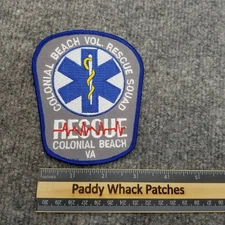 COLONIAL BEACH VOL. RESCUE SQUAD
RESCUE
COLONIAL BEACH
VA
Paddy Whack Patches